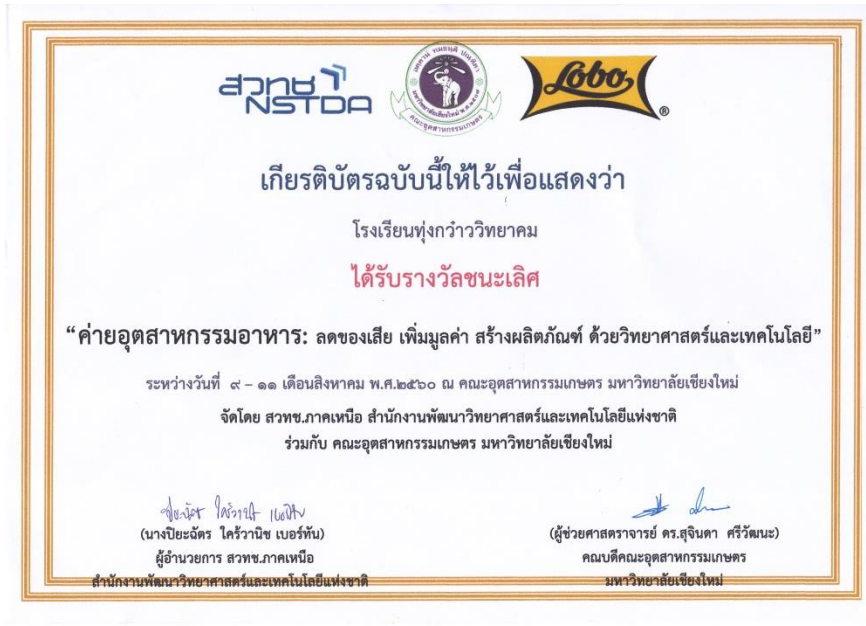 สวทช
NSTDA
Lobo
®
เกียรติบัตรฉบับนี้ให้ไว้เพื่อแสดงว่า
โรงเรียนทุ่งกว๋าววิทยาคม
ได้รับรางวัลชนะเลิศ
“ค่ายอุตสาหกรรมอาหาร: ลดของเสีย เพิ่มมูลค่า สร้างผลิตภัณฑ์ ด้วยวิทยาศาสตร์และเทคโนโลยี”
ระหว่างวันที่ ๙ – ๑๑ เดือนสิงหาคม พ.ศ.๒๕๖๐ ณ คณะอุตสาหกรรมเกษตร มหาวิทยาลัยเชียงใหม่
จัดโดย สวทช.ภาคเหนือ สำนักงานพัฒนาวิทยาศาสตร์และเทคโนโลยีแห่งชาติ
ร่วมกับ คณะอุตสาหกรรมเกษตร มหาวิทยาลัยเชียงใหม่
(นางปิยะฉัตร ใคร้วานิช เบอร์ทัน)
ผู้อำนวยการ สวทช.ภาคเหนือ
สำนักงานพัฒนาวิทยาศาสตร์และเทคโนโลยีแห่งชาติ
(ผู้ช่วยศาสตราจารย์ ดร.สุจินดา ศรีวัฒนะ)
คณบดีคณะอุตสาหกรรมเกษตร
มหาวิทยาลัยเชียงใหม่